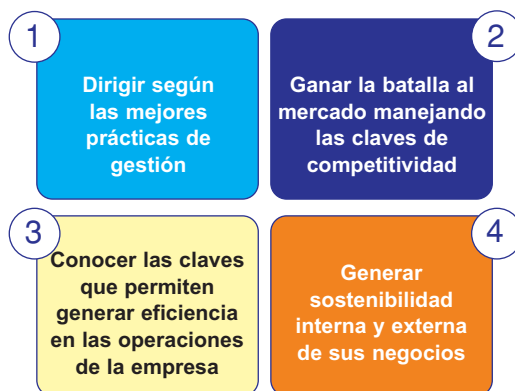 1
Dirigir según
las mejores
prácticas de
gestión
2
Ganar la batalla al
mercado manejando
las claves de
competitividad
3
Conocer las claves
que permiten
generar eficiencia
en las operaciones
de la empresa
4
Generar
sostenibilidad
interna y externa
de sus negocios